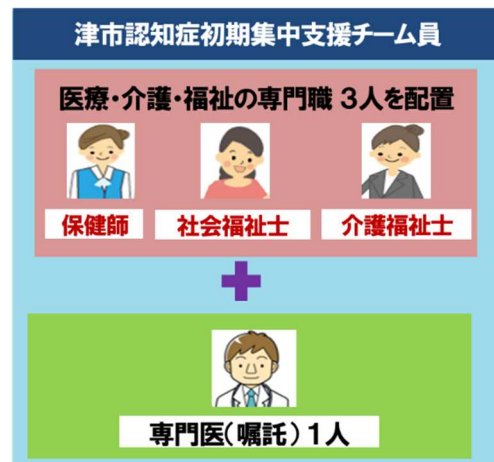 津市認知症初期集中支援チーム員
医療・介護・福祉の専門職 3人を配置
保健師 社会福祉士 介護福祉士
専門医(嘱託)1人